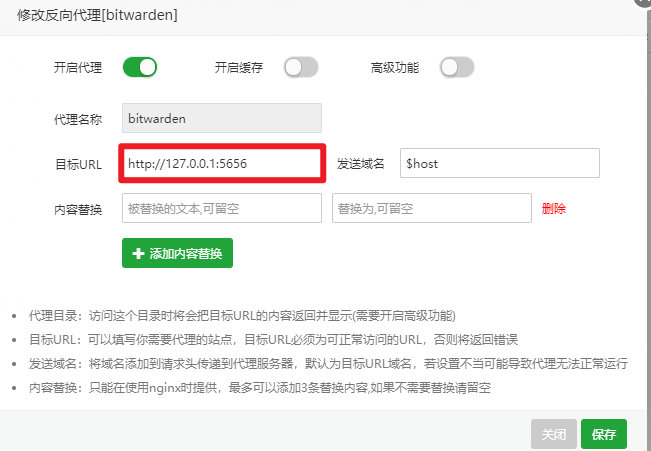 修改反向代理[bitwarden]
开启代理 开启缓存 高级功能
代理名称 bitwarden
目标URL http://127.0.0.1:5656 发送域名 $host
内容替换 被替换的文本,可留空 替换为,可留空 删除
添加内容替换
代理目录：访问这个目录时将会把目标URL的内容返回并显示(需要开启高级功能)
目标URL：可以填写你需要代理的站点，目标URL必须为可正常访问的URL，否则将返回错误
发送域名：将域名添加到请求头传递到代理服务器，默认为目标URL域名，若设置不当可能导致代理无法正常运行
内容替换：只能在使用nginx时提供，最多可以添加3条替换内容,如果不需要替换请留空
关闭 保存